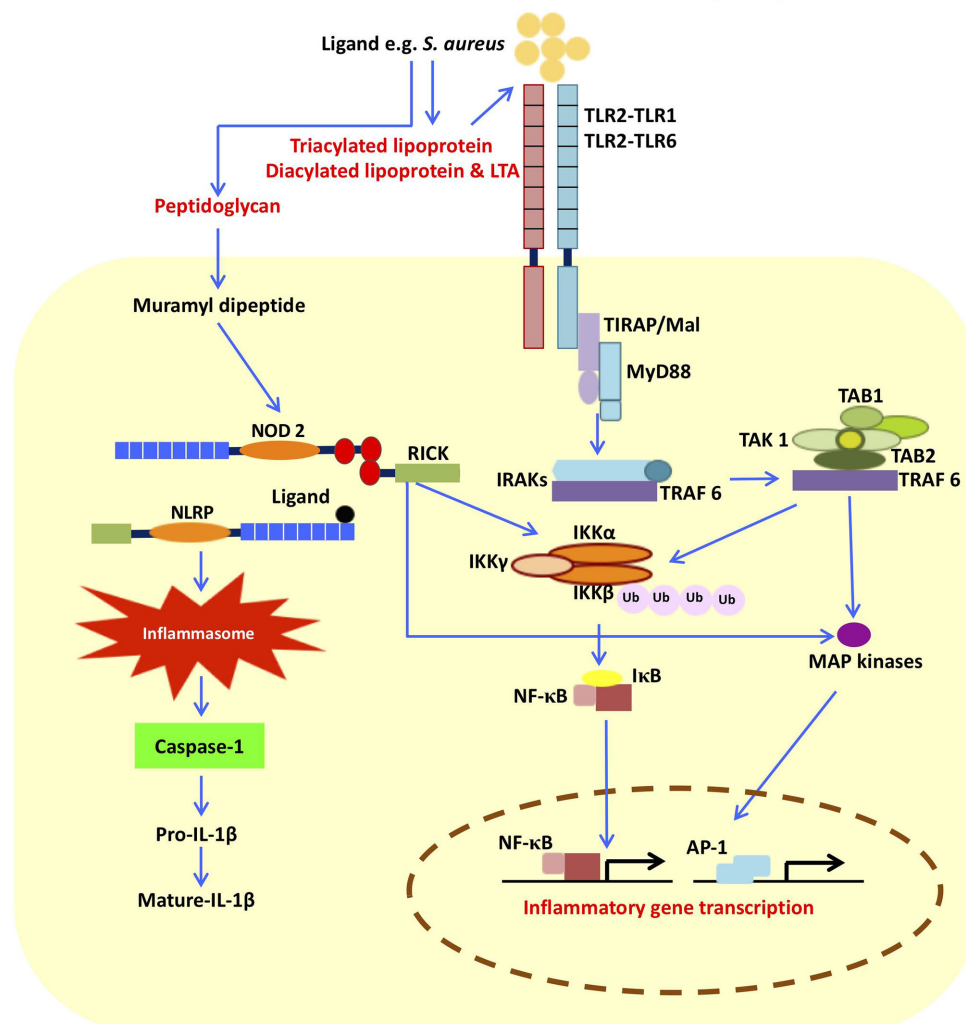 Ligand e.g. S. aureus
TLR2-TLR1
TLR2-TLR6
Triacylated lipoprotein
Diacylated lipoprotein & LTA
Peptidoglycan
Muramyl dipeptide
TIRAP/Mal
MyD88
TAB1
TAK 1
TAB2
TRAF 6
NOD 2
RICK
IRAKs
TRAF 6
Ligand
NLRP
IKKα
IKKγ
IKKβ
Ub Ub Ub Ub
Inflammasome
MAP kinases
IκB
NF-κB
Caspase-1
Pro-IL-1β
Mature-IL-1β
NF-κB
AP-1
Inflammatory gene transcription